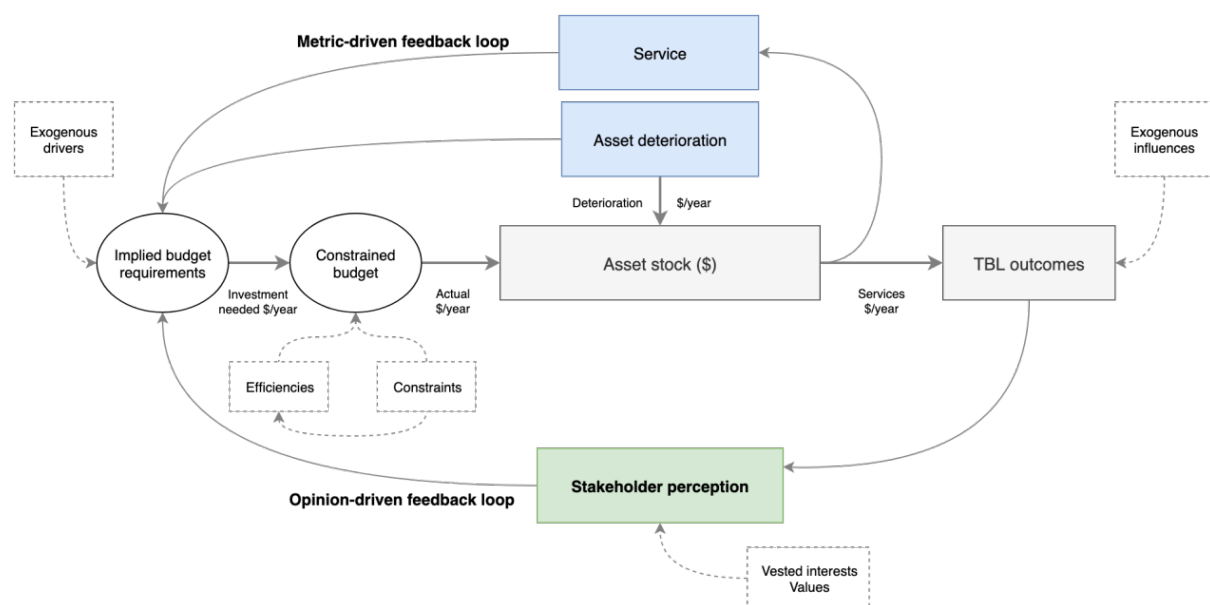 Metric-driven feedback loop
Service
Exogenous
drivers
Asset deterioration
Exogenous
influences
Deterioration
$/year
Implied budget
requirements
Constrained
budget
Asset stock ($)
TBL outcomes
Investment
needed $/year
Actual
$/year
Services
$/year
Efficiencies
Constraints
Stakeholder perception
Opinion-driven feedback loop
Vested interests
Values